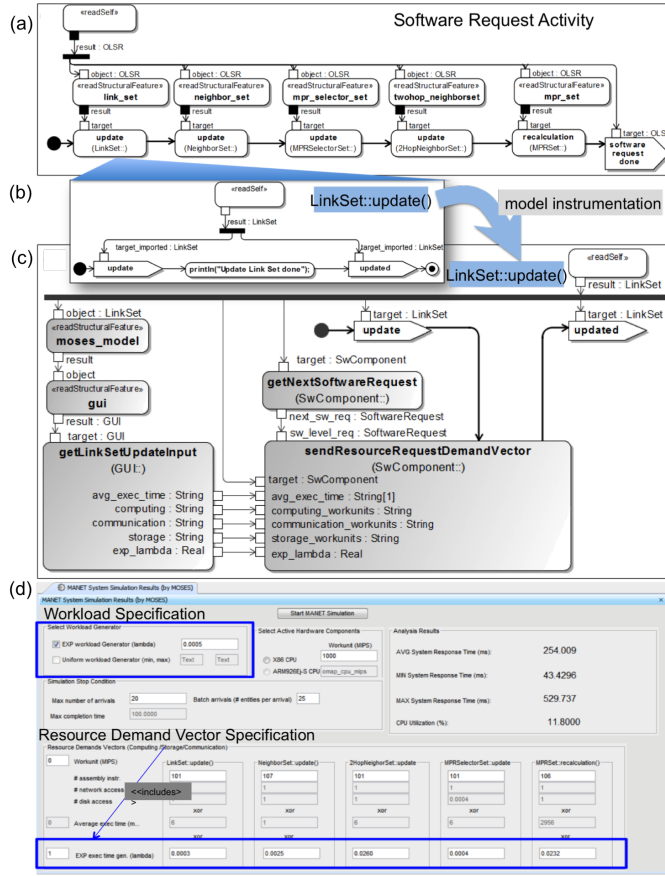 (a)
Software Request Activity
«readSelf»
result : OLSR
object : OLSR
object : OLSR
object : OLSR
object : OLSR
object : OLSR
«readStructuralFeature»
link_set
«readStructuralFeature»
neighbor_set
«readStructuralFeature»
mpr_selector_set
«readStructuralFeature»
twohop_neighborset
«readStructuralFeature»
mpr_set
result
result
result
result
result
target
target
target
target
target
target : OLSR
update
(LinkSet::)
update
(NeighborSet::)
update
(MPRSelectorSet::)
update
(2HopNeighborSet::)
recalculation
(MPRSet::)
software
request
done
(b)
«readSelf»
result : LinkSet
LinkSet::update()
model instrumentation
target_imported : LinkSet
target_imported : LinkSet
update
println("Update Link Set done");
updated
(c)
LinkSet::update()
«readSelf»
result : LinkSet
object : LinkSet
«readStructuralFeature»
moses_model
result
object
«readStructuralFeature»
gui
result : GUI
target : GUI
target : LinkSet
update
target : LinkSet
updated
target : SwComponent
getNextSoftwareRequest
(SwComponent::)
next_sw_req : SoftwareRequest
sw_level_req : SoftwareRequest
getLinkSetUpdateInput
(GUI::)
avg_exec_time : String
computing : String
communication : String
storage : String
exp_lambda : Real
sendResourceRequestDemandVector
(SwComponent::)
target : SwComponent
avg_exec_time : String[1]
computing_workunits : String
communication_workunits : String
storage_workunits : String
exp_lambda : Real
(d)
MANET System Simulation Results (by MOSES)
MANET System Simulation Results (by MOSES)
Workload Specification
Start MANET Simulation
Select Workload Generator
EXP workload Generator (lambda)
0.0005
Uniform workload Generator (min, max)
Text
Text
Select Active Hardware Components
Workunit (MIPS)
X86 CPU
1000
ARM926Ej-S CPU
omap_cpu_mips
Analysis Results
AVG System Response Time (ms):
254.009
MIN System Response Time (ms):
43.4296
MAX System Response Time (ms):
529.737
CPU Utilization (%):
11.8000
Simulation Stop Condition
Max number of arrivals
20
Batch arrivals (# entities per arrival)
25
Max completion time
100.0000
Resource Demand Vector Specification
Resource Demands Vectors (Computing /Storage/Communication)
0
Workunit (MIPS)
LinkSet::update()
NeighborSet::update()
2HopNeighorSet::update()
MPRSelectorSet:update()
MPRSet::recalculation()
# assembly instr.
101
107
101
101
106
# network access
1
1
1
1
# disk access
<<includes>
>
1
1
0.0004
1
xor
xor
xor
xor
0
Average exec time (m...
6
1
6
6
2956
xor
xor
xor
xor
1
EXP exec time gen. (lambda)
0.0003
0.0025
0.0260
0.0004
0.0232